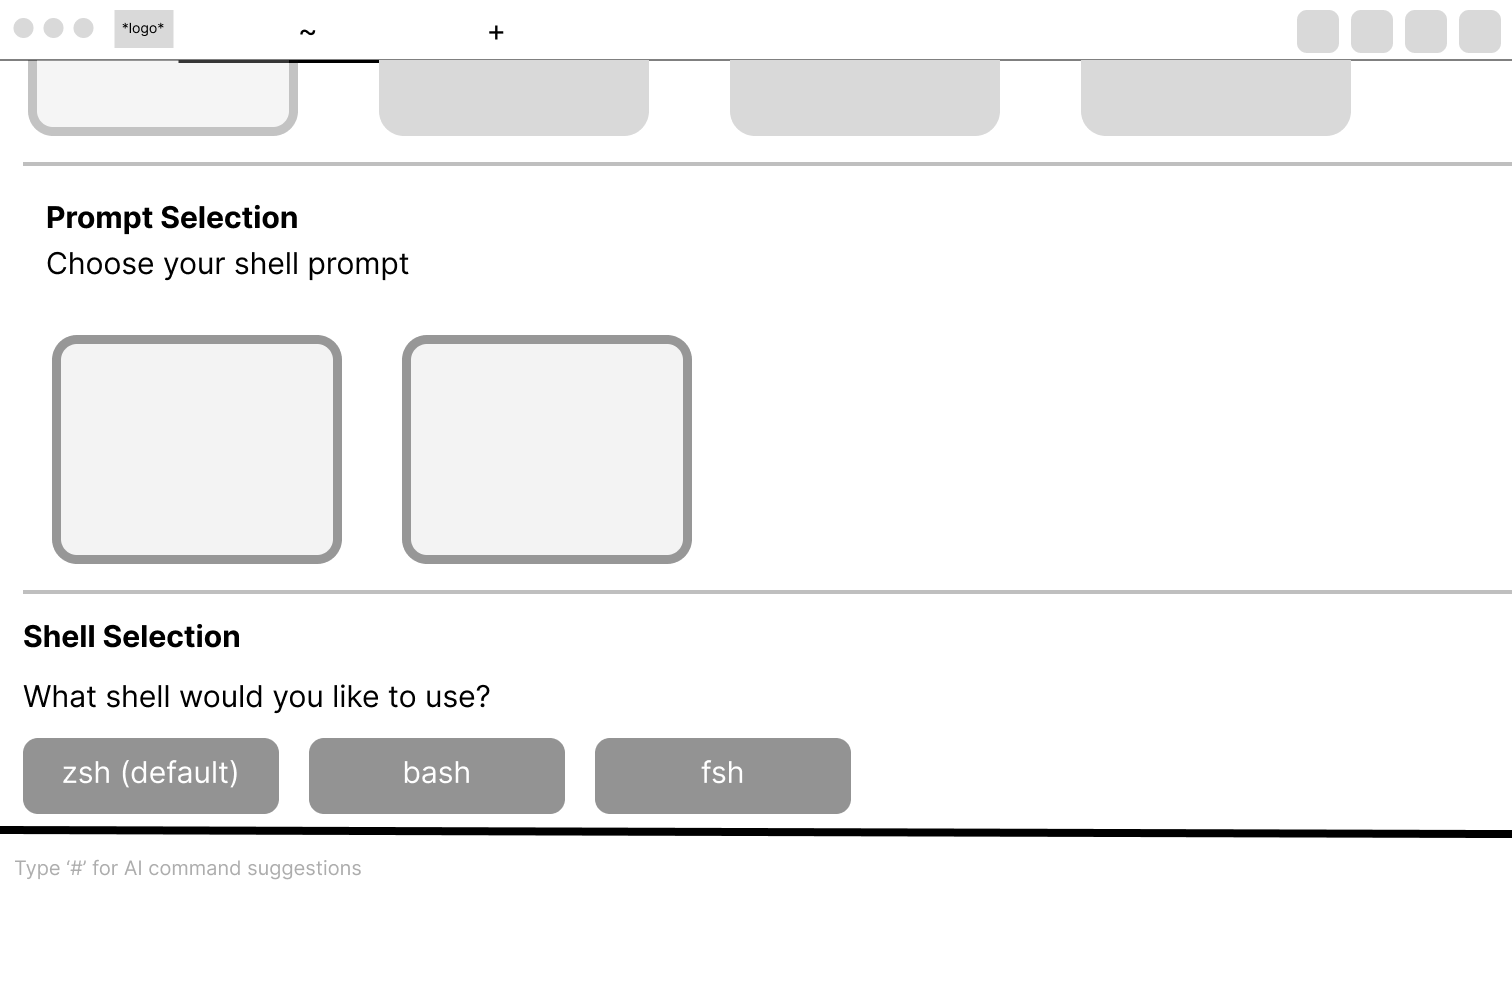 *logo*
~
+
Prompt Selection
Choose your shell prompt
Shell Selection
What shell would you like to use?
zsh (default)
bash
fsh
Type ‘#’ for AI command suggestions